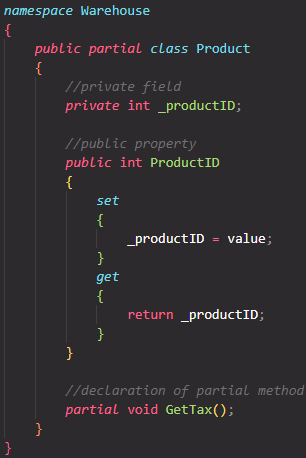 namespace Warehouse
{
    public partial class Product
    {
        //private field
        private int _productID;

        //public property
        public int ProductID
        {
            set
            {
                _productID = value;
            }
            get
            {
                return _productID;
            }
        }

        //declaration of partial method
        partial void GetTax();
    }
}